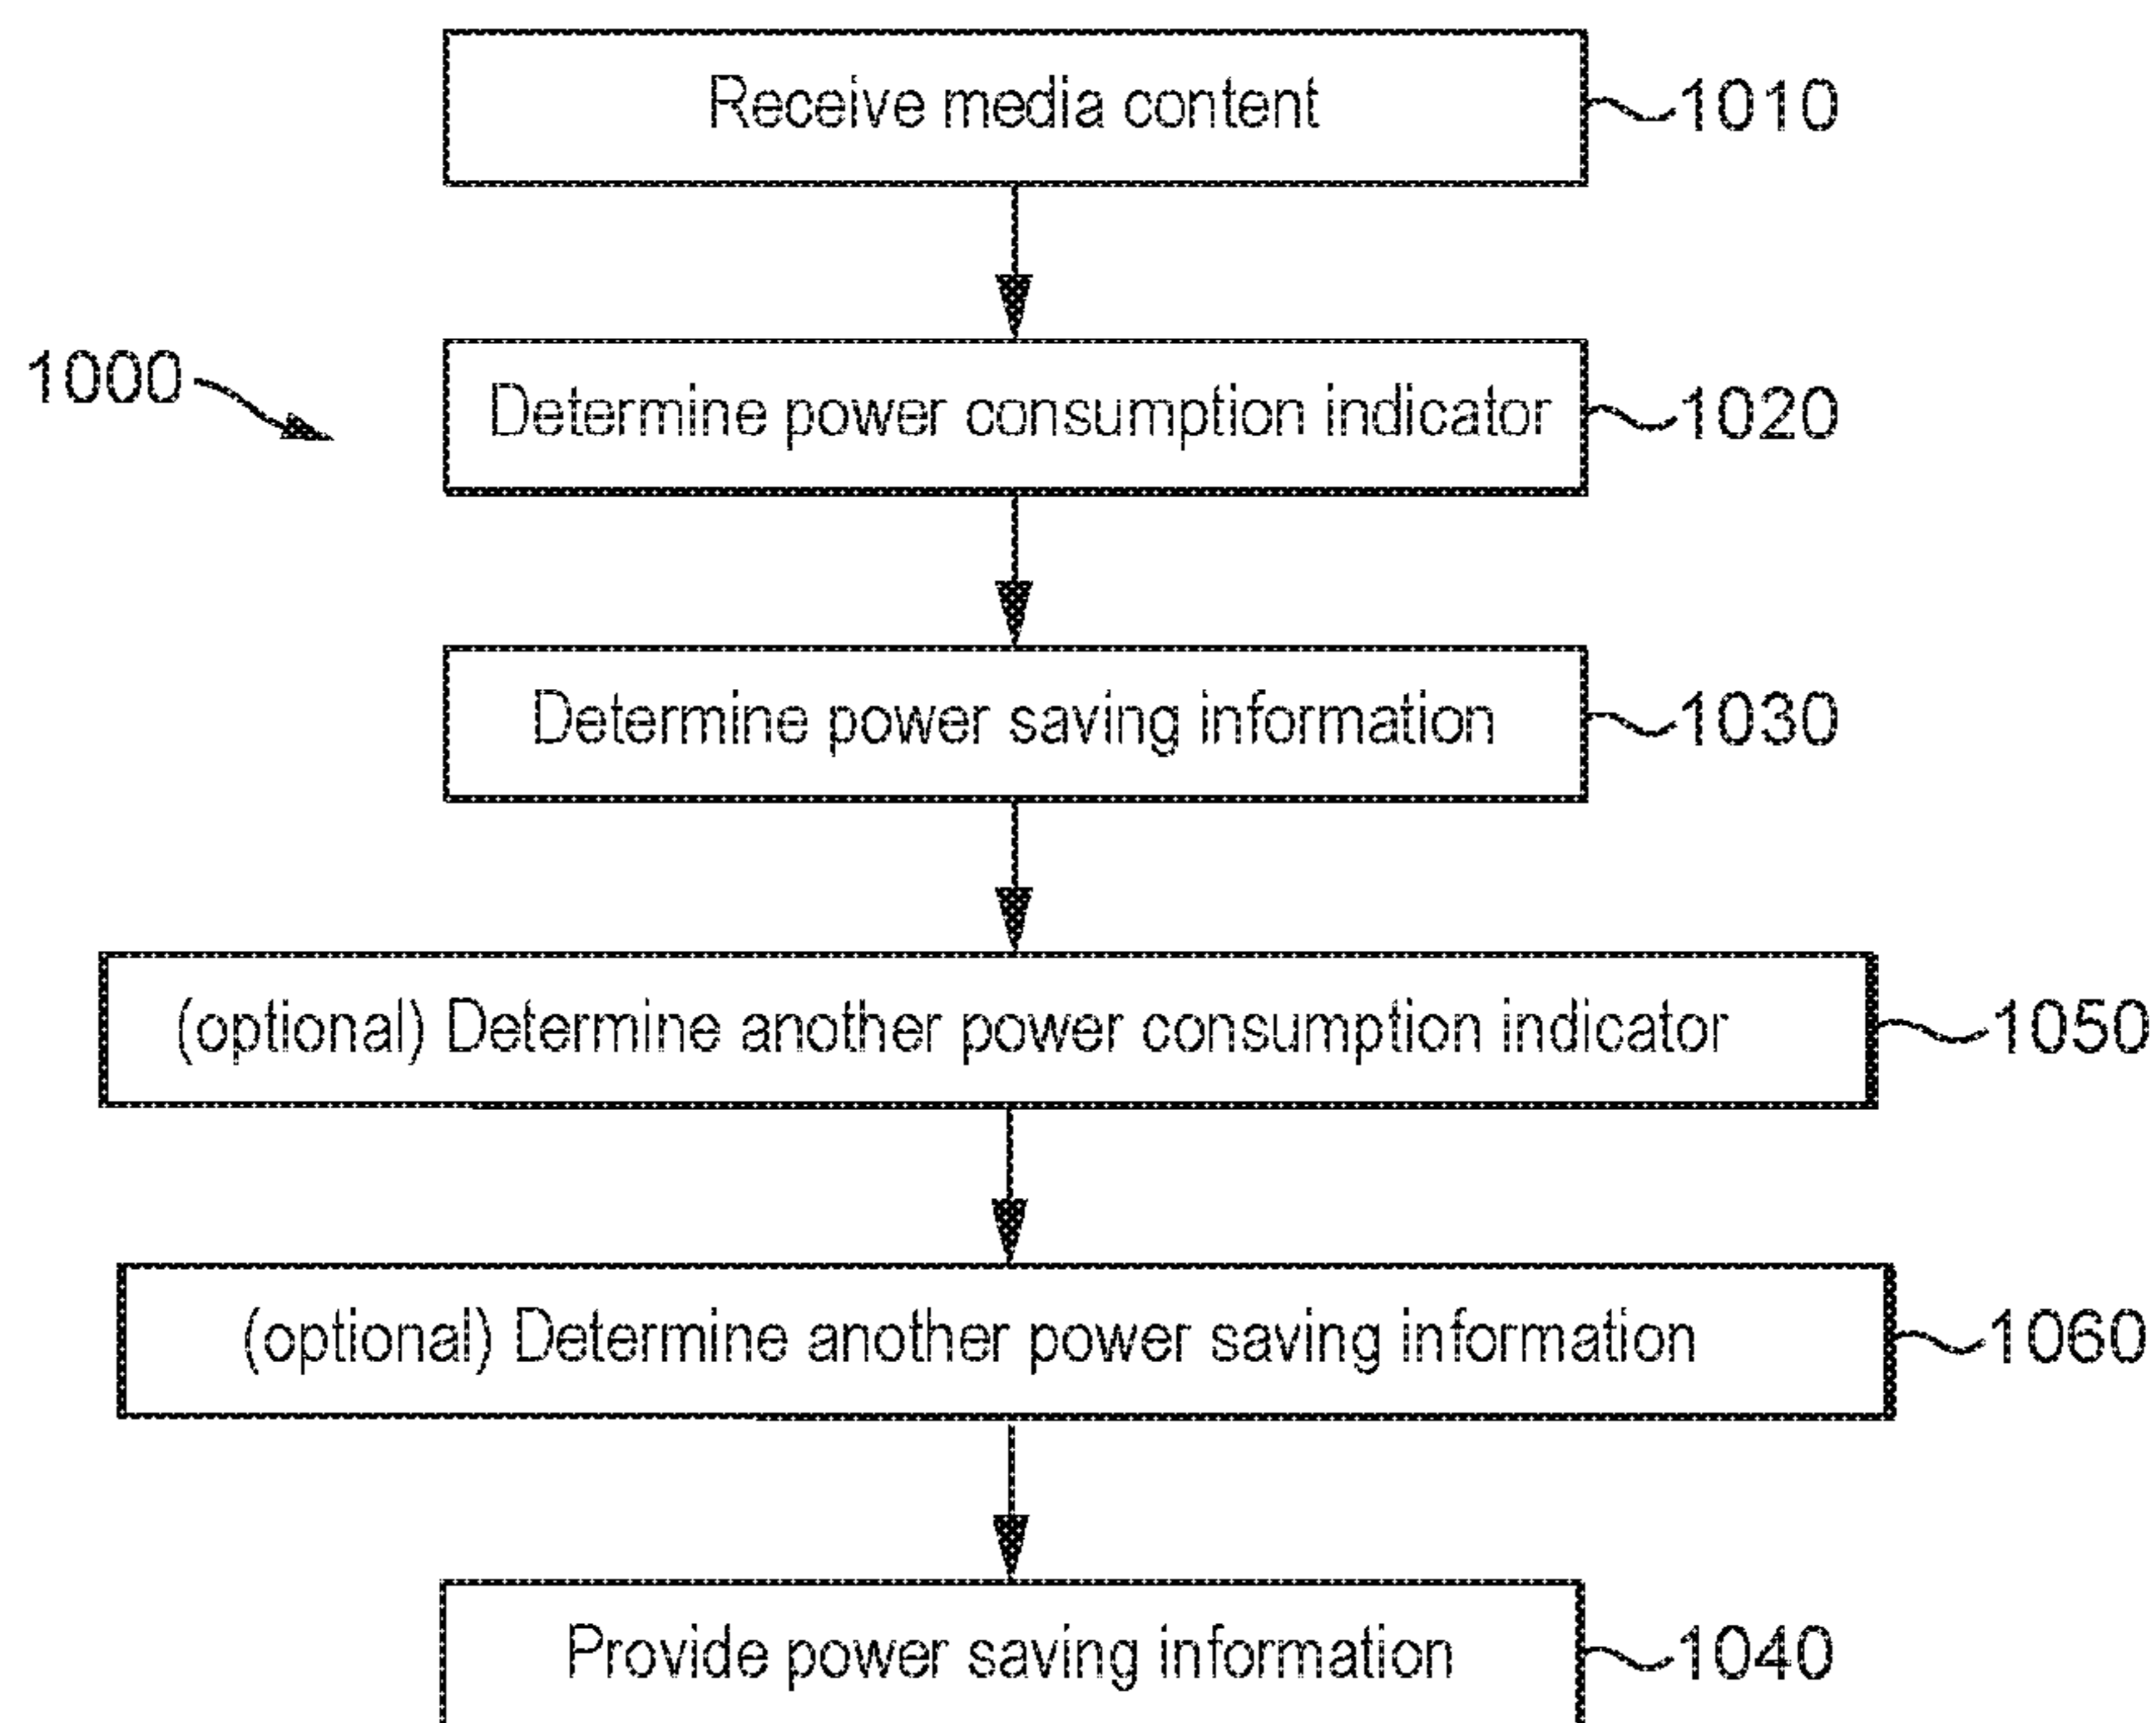 Receive media content
1010
1000
Determine power consumption indicator
1020
Determine power saving information
1030
(optional) Determine another power consumption indicator
1050
(optional) Determine another power saving information
1060
Provide power saving information
1040